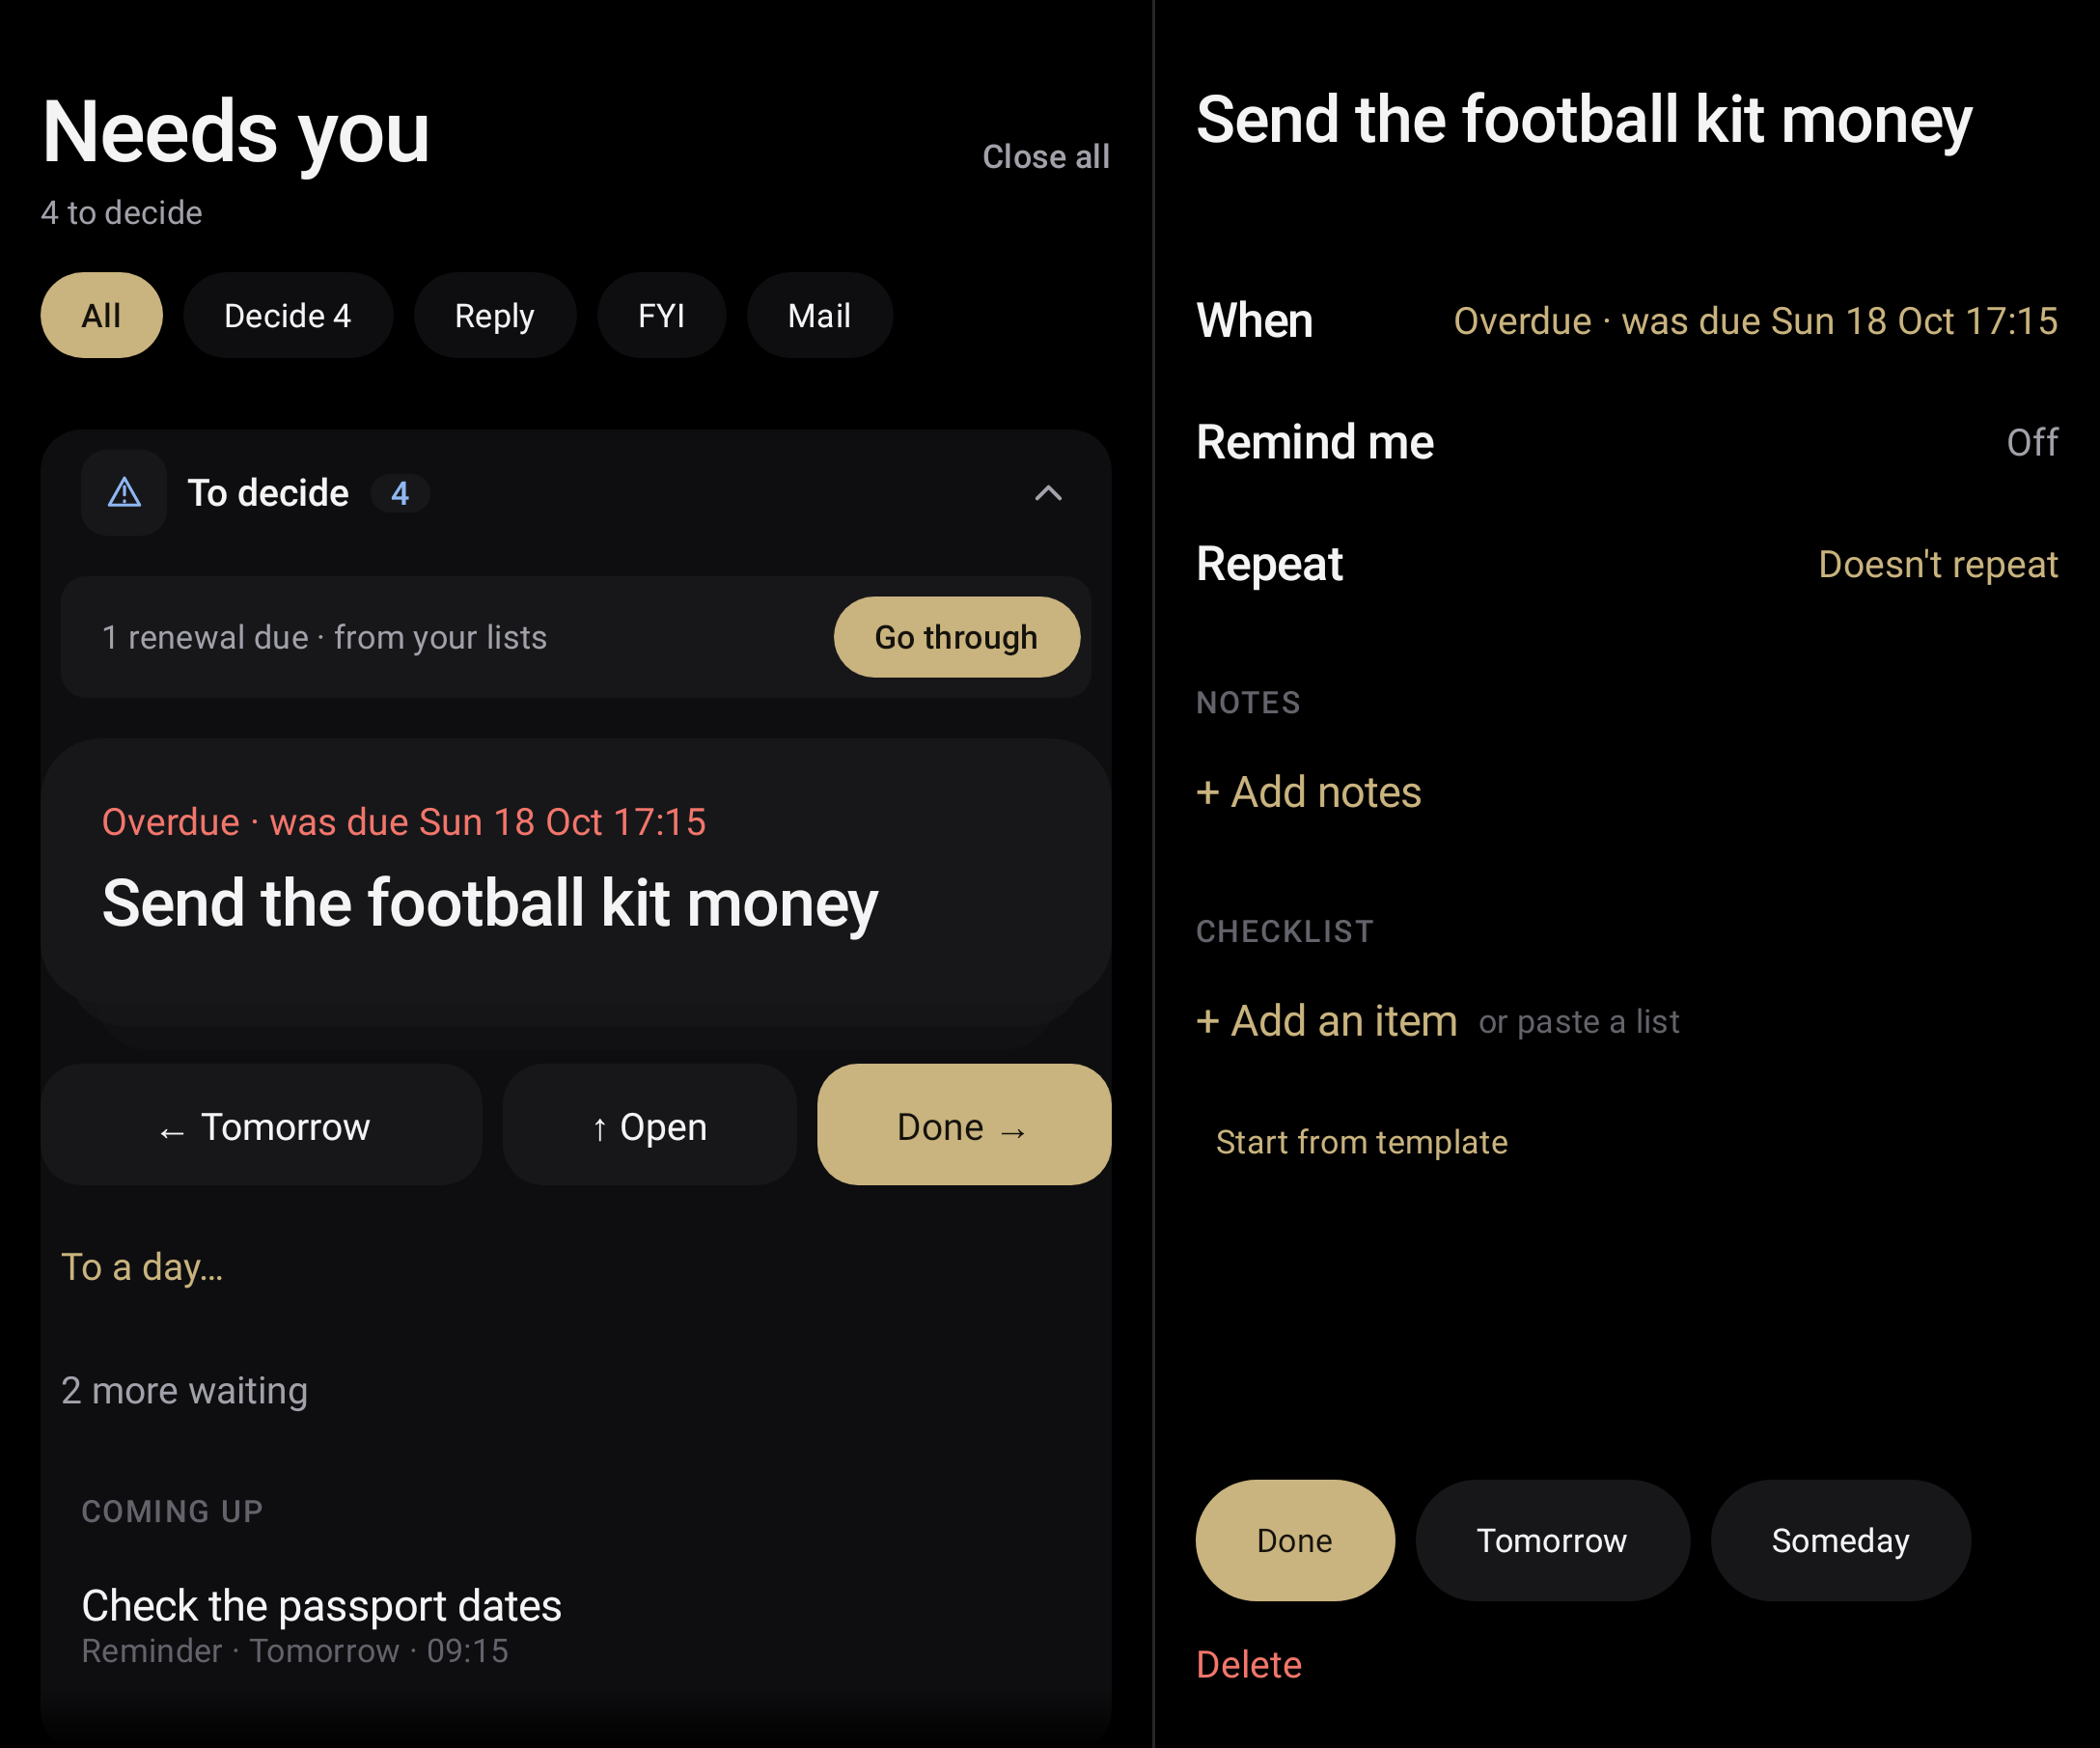 Needs you
Close all
4 to decide
All
Decide 4
Reply
FYI
Mail
To decide 4
1 renewal due · from your lists
Go through
Overdue · was due Sun 18 Oct 17:15
Send the football kit money
← Tomorrow
↑ Open
Done →
To a day…
2 more waiting
COMING UP
Check the passport dates
Reminder · Tomorrow · 09:15
Send the football kit money
When Overdue · was due Sun 18 Oct 17:15
Remind me Off
Repeat Doesn't repeat
NOTES
+ Add notes
CHECKLIST
+ Add an item or paste a list
Start from template
Done
Tomorrow
Someday
Delete